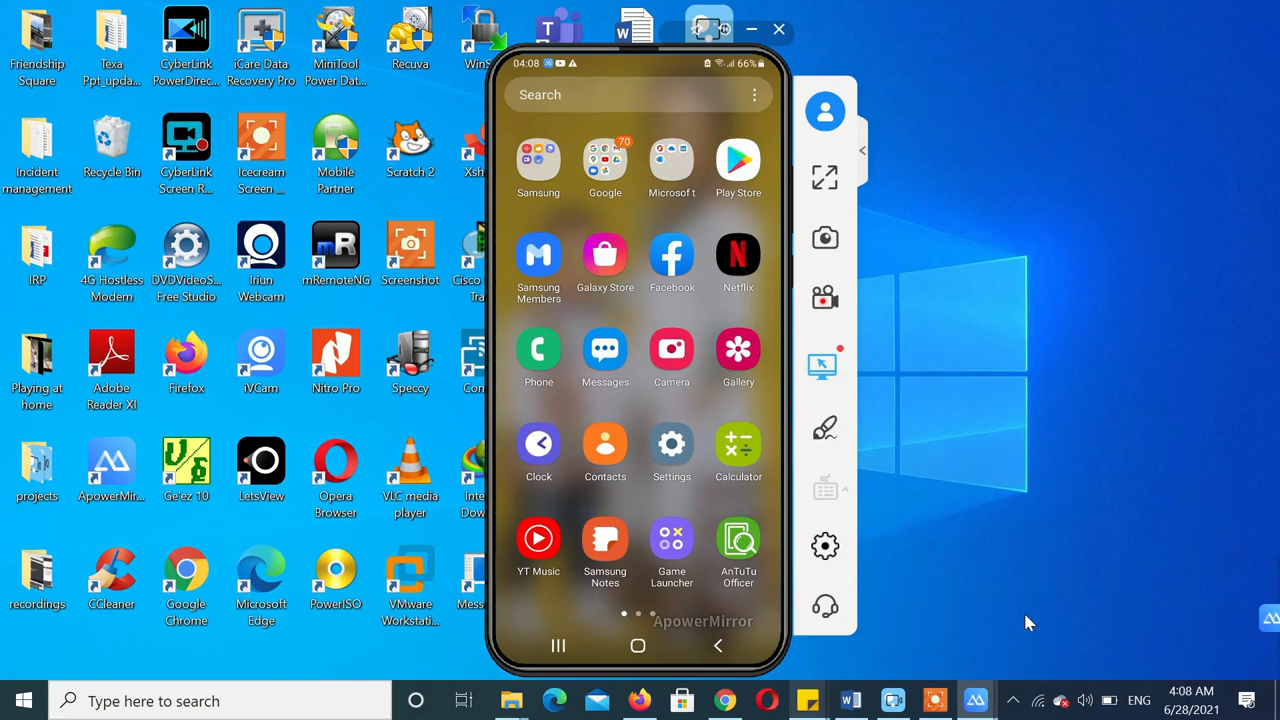 Friendship
Square
Texa
Ppt_upda...
CyberLink
PowerDirec...
iCare Data
Recovery Pro
MiniTool
Power Dat...
Recuva
WinS
Incident
management
Recycle Bin
CyberLink
Screen R...
Icecream
Screen ...
Mobile
Partner
Scratch 2
Xsh
IRP
4G Hostless
Modem
DVDVideoS...
Free Studio
Iriun
Webcam
mR
mRemoteNG
Screenshot
Cisco
Tra
Playing at
home
Adobe
Reader XI
Firefox
iVCam
Nitro Pro
Speccy
Con
projects
ApowerMir...
Ge'ez 10
LetsView
Opera
Browser
VLC media
player
Inte
Dow
recordings
CCleaner
Google
Chrome
Microsoft
Edge
PowerISO
VMware
Workstati...
Mess
04:08
66%
Search
70
Samsung
Google
Microsoft
Play Store
Samsung
Members
Galaxy Store
Facebook
Netflix
Phone
Messages
Camera
Gallery
Clock
Contacts
Settings
Calculator
YT Music
Samsung
Notes
Game
Launcher
AnTuTu
Officer
ApowerMirror
Type here to search
ENG
4:08 AM
6/28/2021